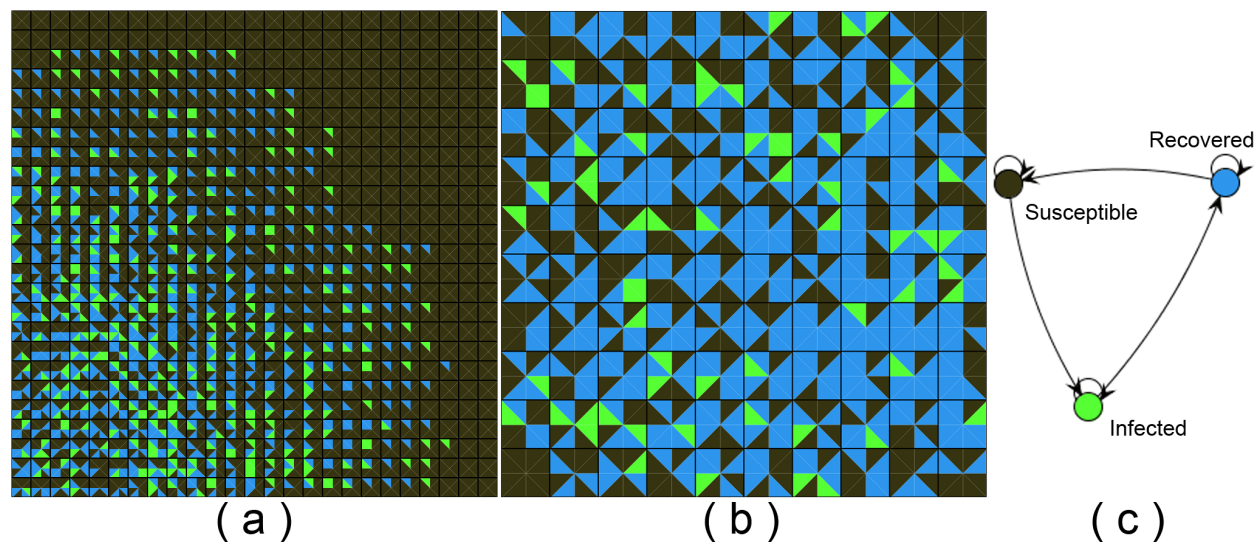 Recovered
Susceptible
Infected
( a )
( b )
( c )